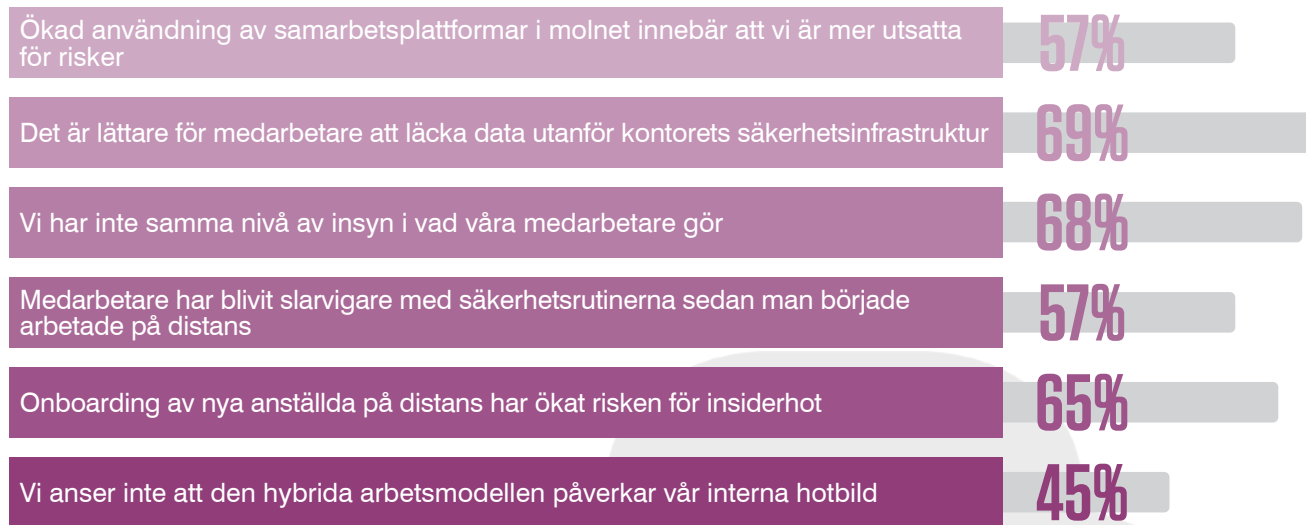 Ökad användning av samarbetsplattformar i molnet innebär att vi är mer utsatta
för risker
57%
Det är lättare för medarbetare att läcka data utanför kontorets säkerhetsinfrastruktur
69%
Vi har inte samma nivå av insyn i vad våra medarbetare gör
68%
Medarbetare har blivit slarvigare med säkerhetsrutinerna sedan man började
arbetade på distans
57%
Onboarding av nya anställda på distans har ökat risken för insiderhot
65%
Vi anser inte att den hybrida arbetsmodellen påverkar vår interna hotbild
45%